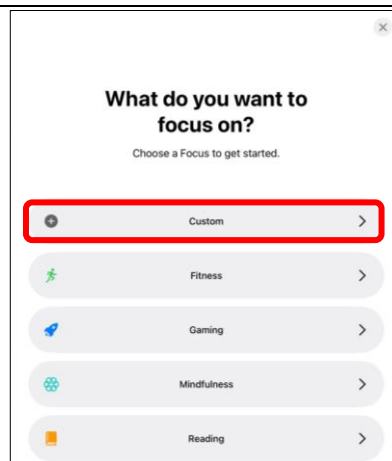 What do you want to
focus on?
Choose a Focus to get started.
Custom
Fitness
Gaming
Mindfulness
Reading